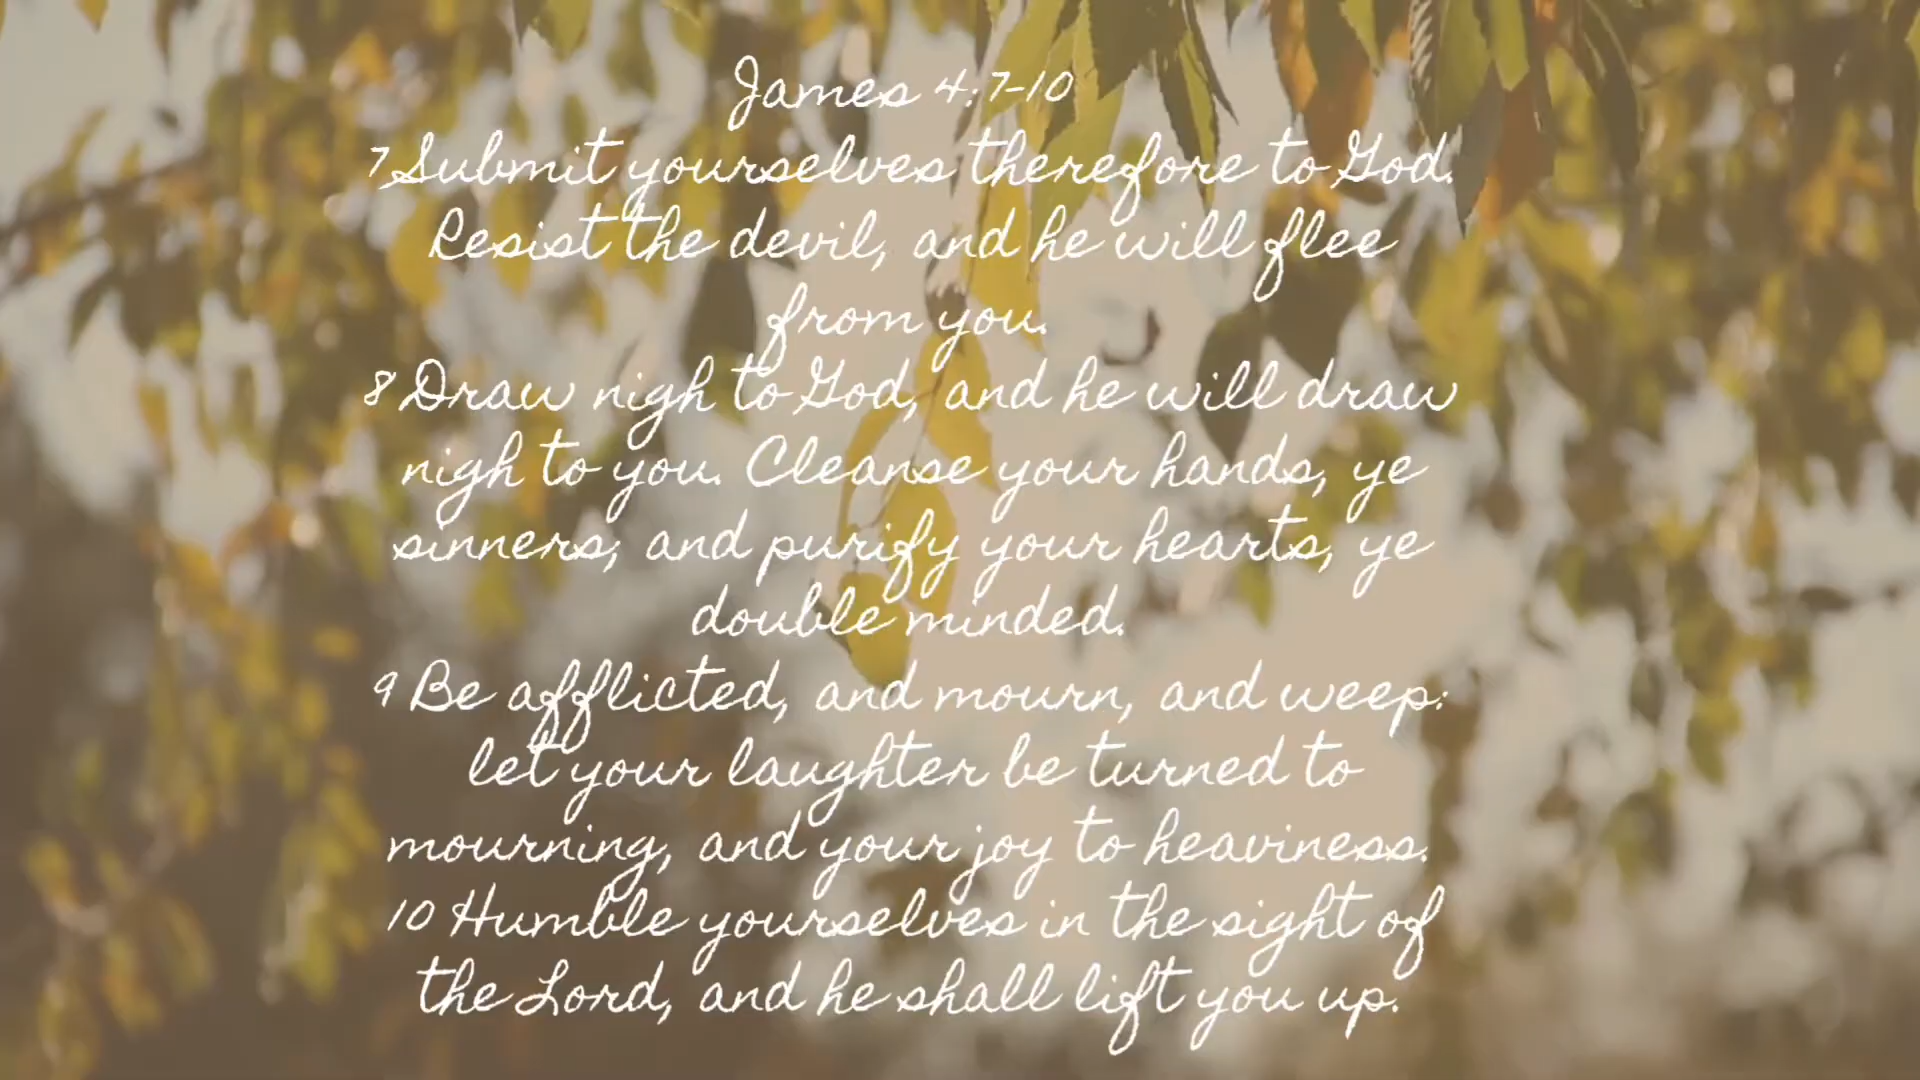 James 4:7-10
7 Submit yourselves therefore to God.
Resist the devil, and he will flee
from you.
8 Draw nigh to God, and he will draw
nigh to you. Cleanse your hands, ye
sinners; and purify your hearts, ye
double minded.
9 Be afflicted, and mourn, and weep:
let your laughter be turned to
mourning, and your joy to heaviness.
10 Humble yourselves in the sight of
the Lord, and he shall lift you up.